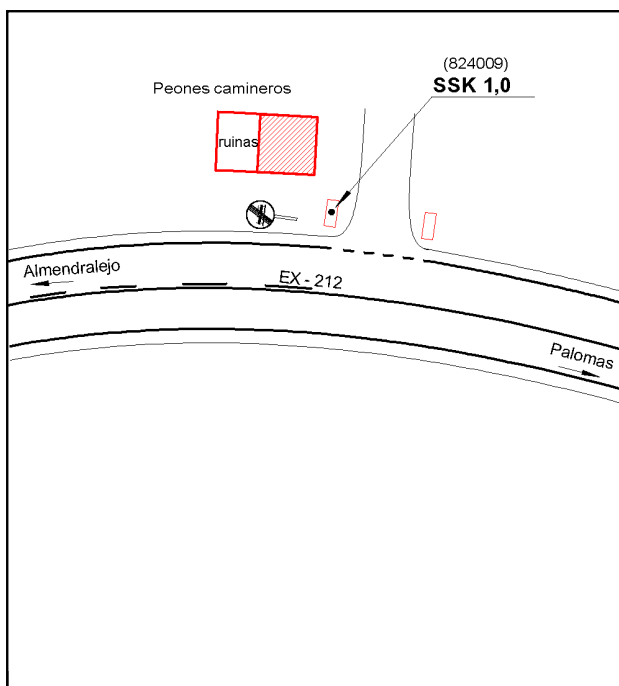 (824009)
SSK 1,0
Peones camineros
ruinas
Almendralejo
EX - 212
Palomas